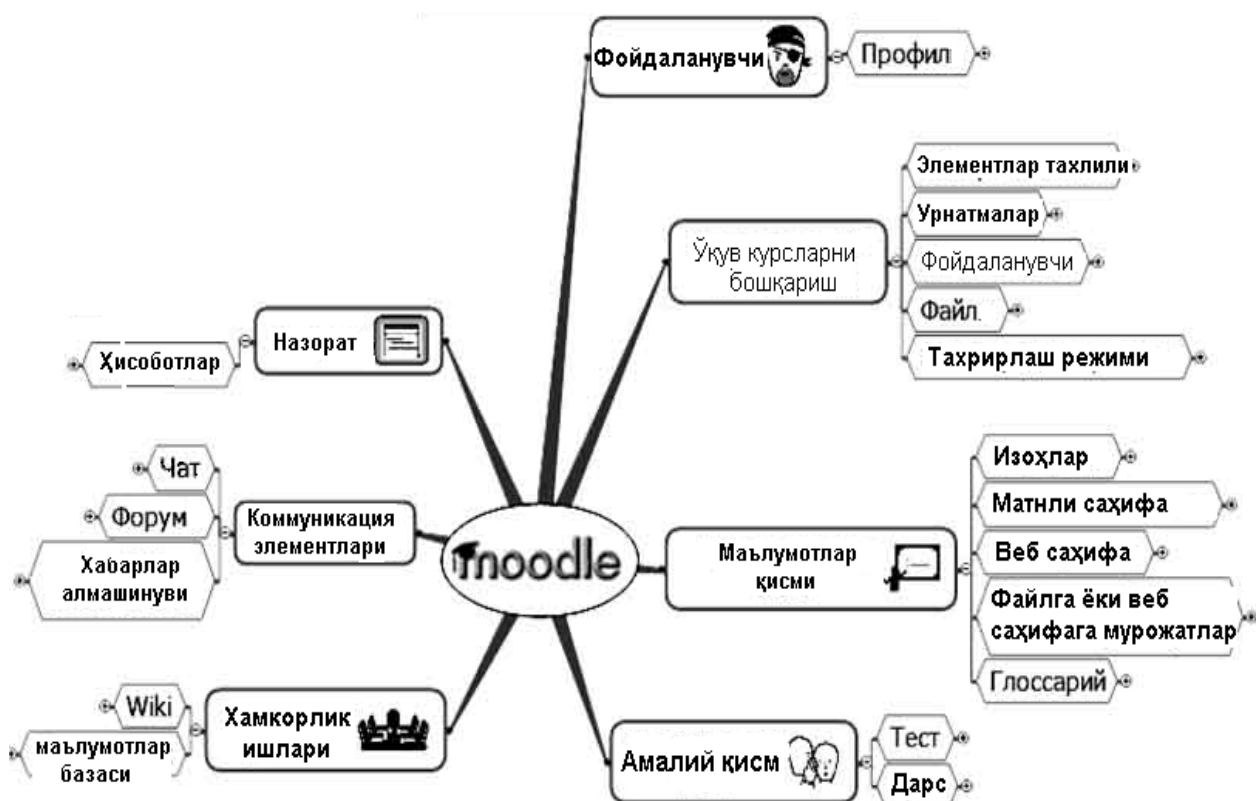 Фойдаланувчи
Профил
Ўқув курсларни
бошқариш
Элементлар тахлили
Урнатмалар
Фойдаланувчи
Файл.
Тахрирлаш режими
Назорат
Ҳисоботлар
Коммуникация
элементлари
Чат
Форум
Хабарлар
алмашинуви
moodle
Маълумотлар
қисми
Изоҳлар
Матнли саҳифа
Веб саҳифа
Файлга ёки веб
саҳифага мурожатлар
Глоссарий
Хамкорлик
ишлари
Wiki
маълумотлар
базаси
Амалий қисм
Тест
Дарс